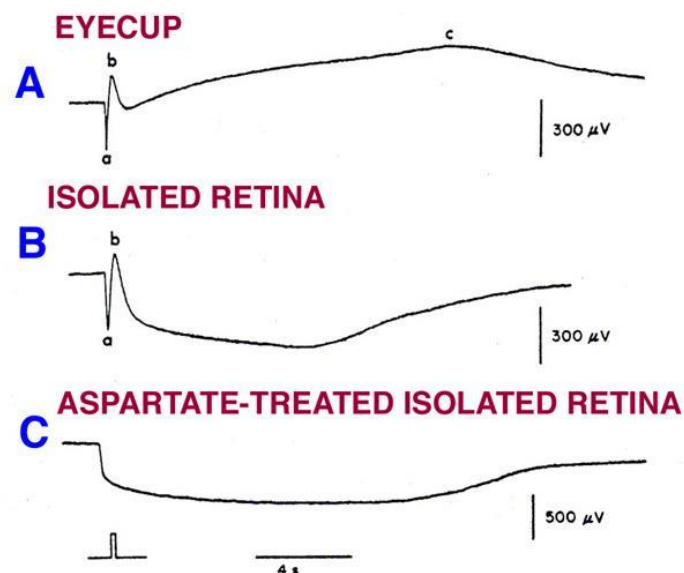 EYECUP
A
b
c
a
300 μV
ISOLATED RETINA
B
b
a
300 μV
ASPARTATE-TREATED ISOLATED RETINA
C
500 μV
4 s